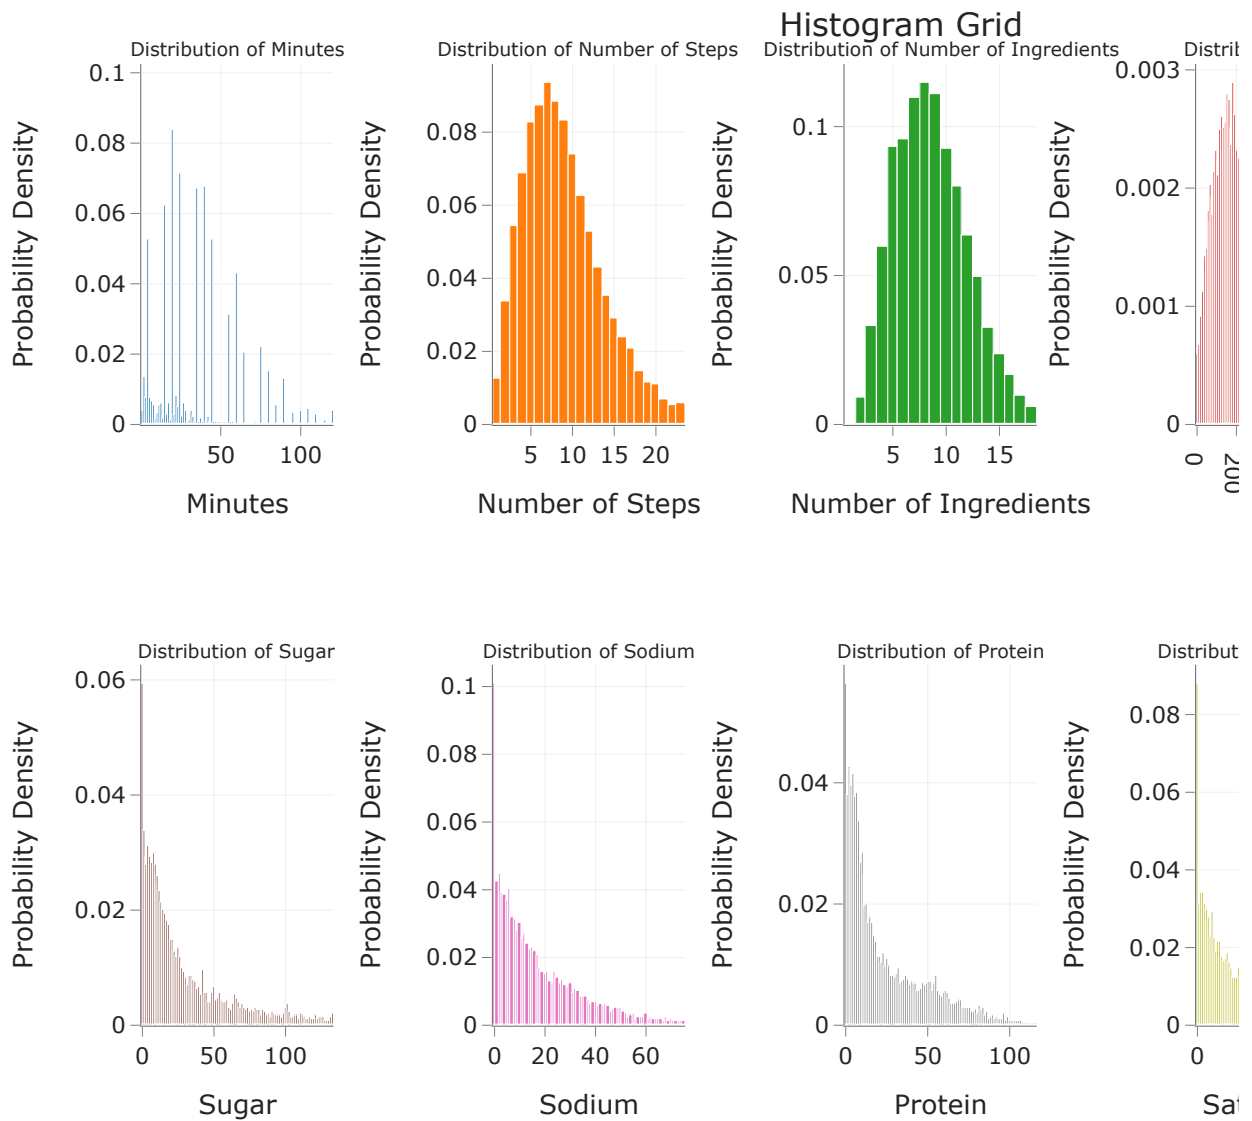 Histogram Grid
Distribution of Minutes
Distribution of Number of Steps
Distribution of Number of Ingredients
Distrib
Probability Density
0.1
0.08
0.06
0.04
0.02
0
50 100
Minutes
Probability Density
0.08
0.06
0.04
0.02
0
5 10 15 20
Number of Steps
Probability Density
0.1
0.05
0
5 10 15
Number of Ingredients
Probability Density
0.003
0.002
0.001
0
0 200
Distribution of Sugar
Distribution of Sodium
Distribution of Protein
Distribut
Probability Density
0.06
0.04
0.02
0
0 50 100
Sugar
Probability Density
0.1
0.08
0.06
0.04
0.02
0
0 20 40 60
Sodium
Probability Density
0.04
0.02
0
0 50 100
Protein
Probability Density
0.08
0.06
0.04
0.02
0
0
Sat